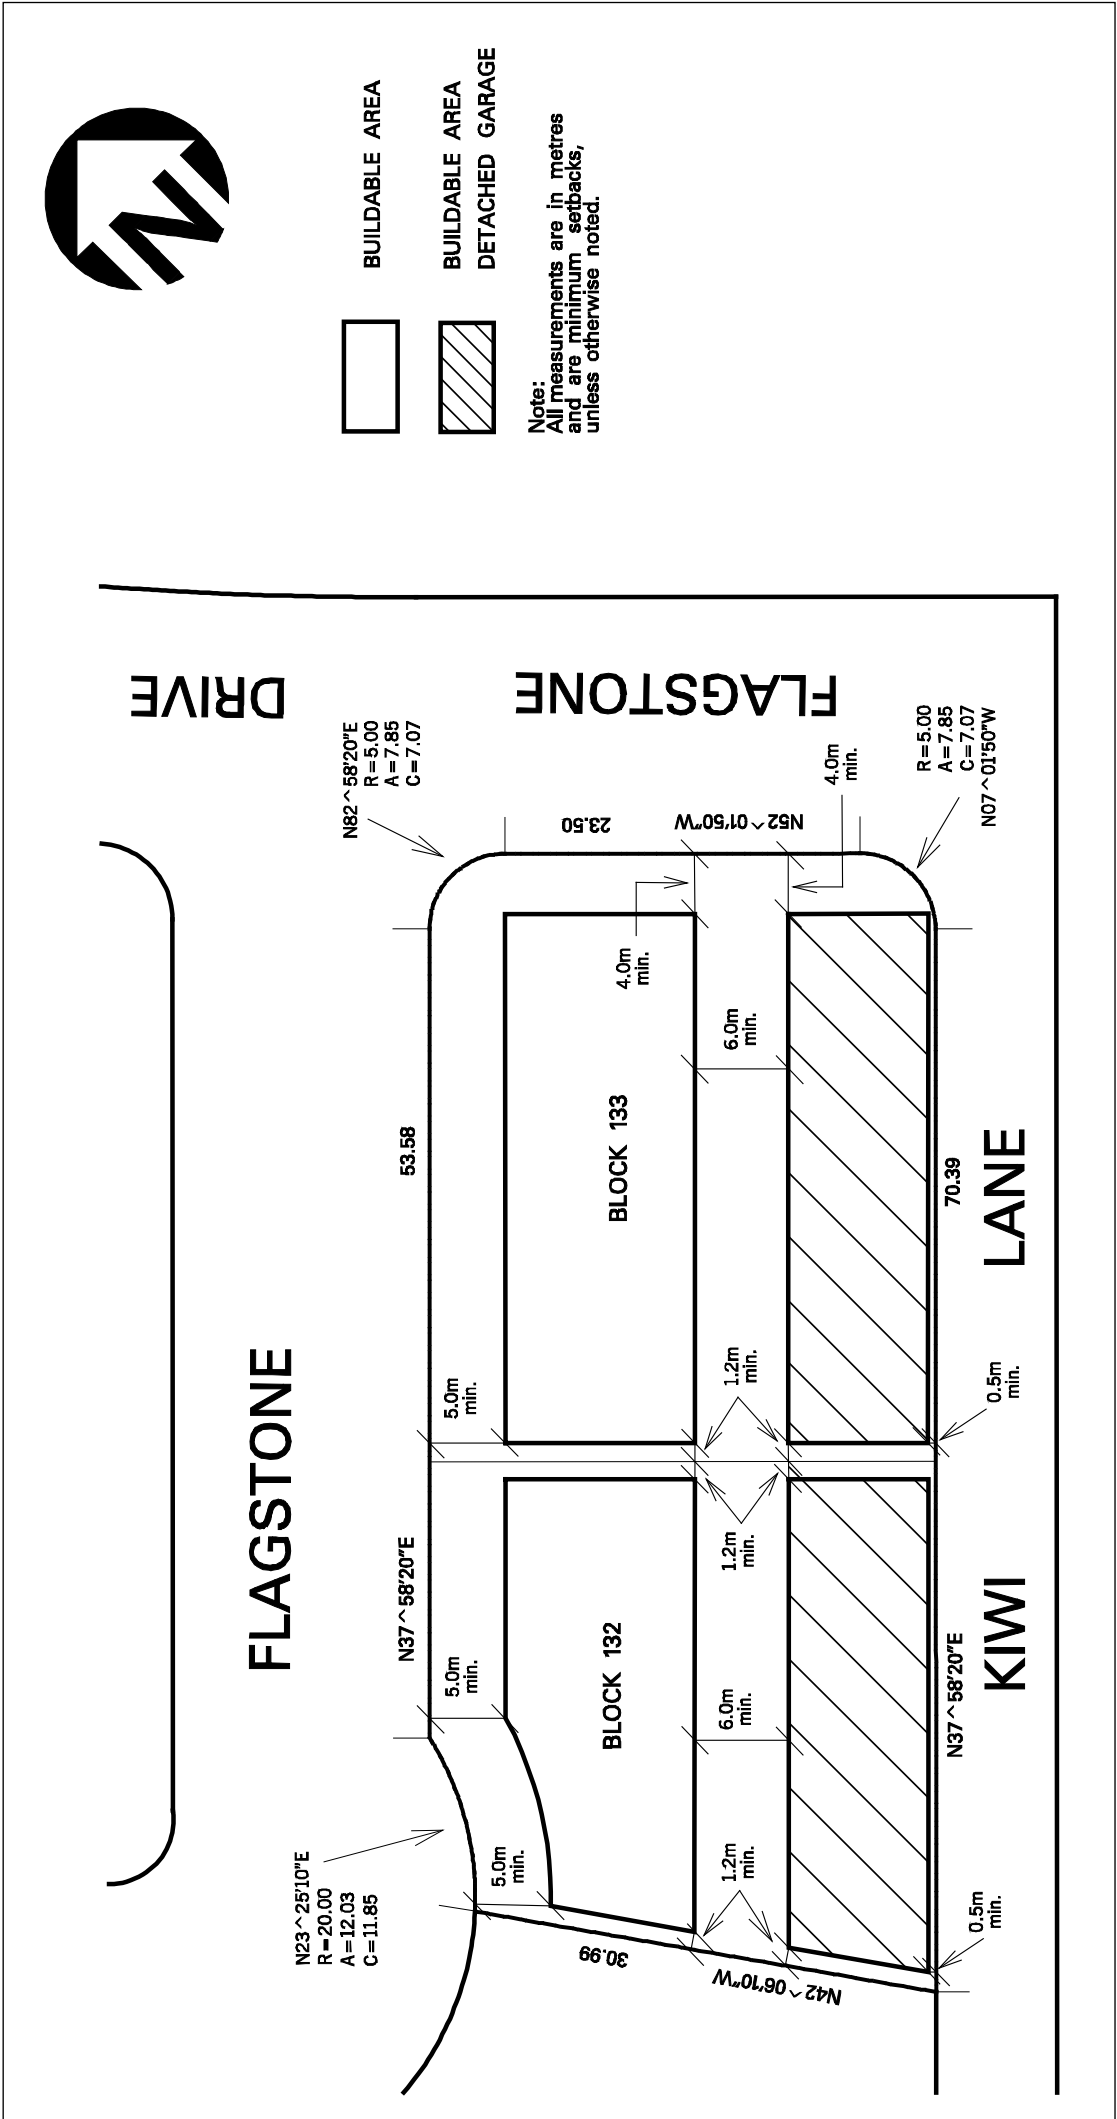 N
BUILDABLE AREA
BUILDABLE AREA
DETACHED GARAGE
Note:
All measurements are in metres
and are minimum setbacks,
unless otherwise noted.
FLAGSTONE
DRIVE
FLAGSTONE
N23^25'10"E
R=20.00
A=12.03
C=11.85
N37^58'20"E
53.58
N82^58'20"E
R=5.00
A=7.85
C=7.07
5.0m
min.
5.0m
min.
5.0m
min.
30.99
N42^06'10"W
BLOCK 132
BLOCK 133
4.0m
min.
23.50
N52^01'50"W
4.0m
min.
1.2m
min.
6.0m
min.
1.2m
min.
1.2m
min.
6.0m
min.
R=5.00
A=7.85
C=7.07
N07^01'50"W
0.5m
min.
N37^58'20"E
0.5m
min.
70.39
KIWI LANE